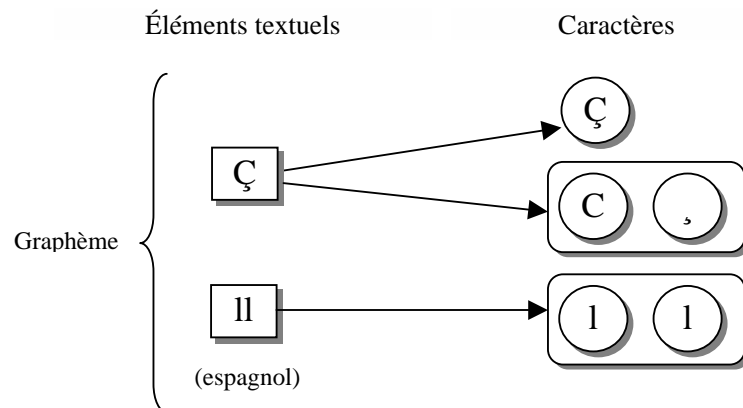 Éléments textuels Caractères
Ç
Ç
C ¸
Graphème
ll
l l
(espagnol)